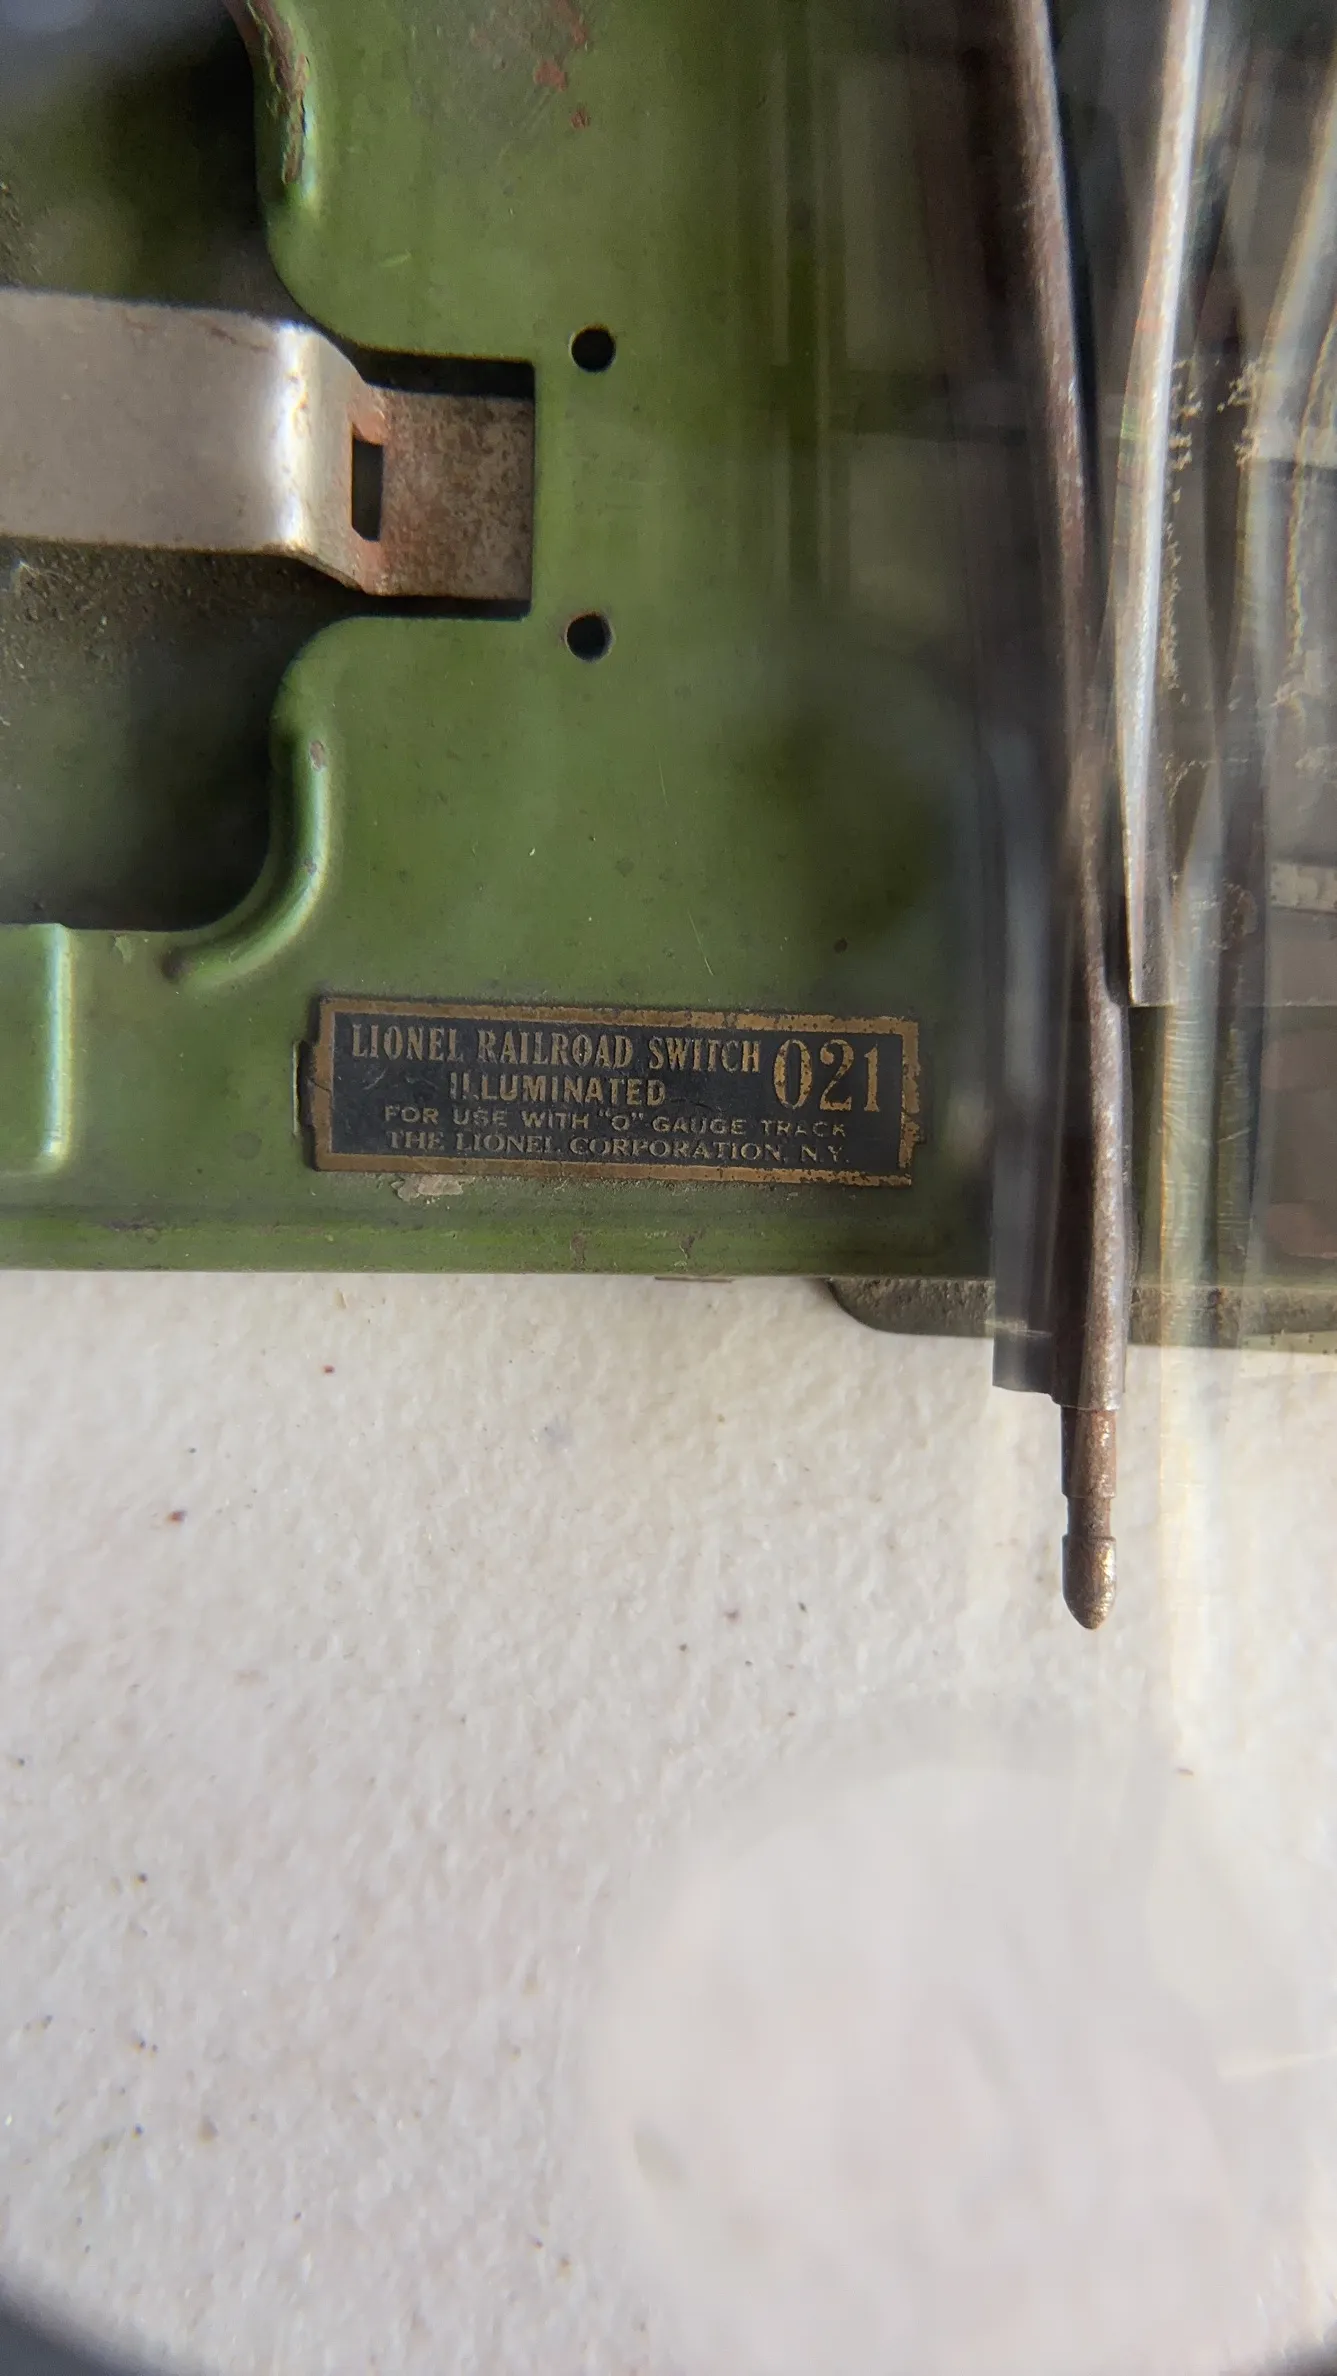 LIONEL RAILROAD SWITCH 021
ILLUMINATED
FOR USE WITH "O" GAUGE TRACK
THE LIONEL CORPORATION, N.Y.